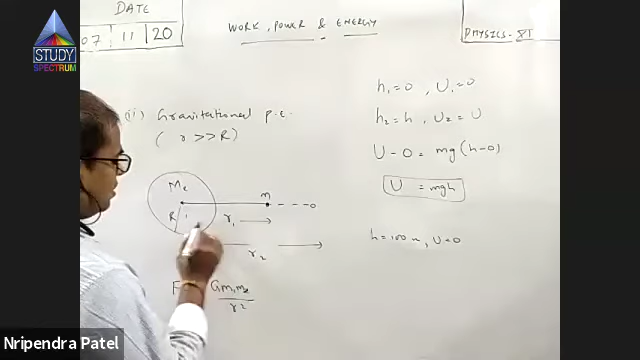 DATE
07 11 20
WORK, POWER & ENERGY
PHYSICS - XI
STUDY
SPECTRUM
(ii) Gravitational p.E.
(r >> R)
Me
R
m
r1
r2
F
Gm1m2
r2
h1=0, U1=0
h2=h, U2=U
U-0 = mg(h-0)
U = mgh
h=100m, U=0
Nripendra Patel